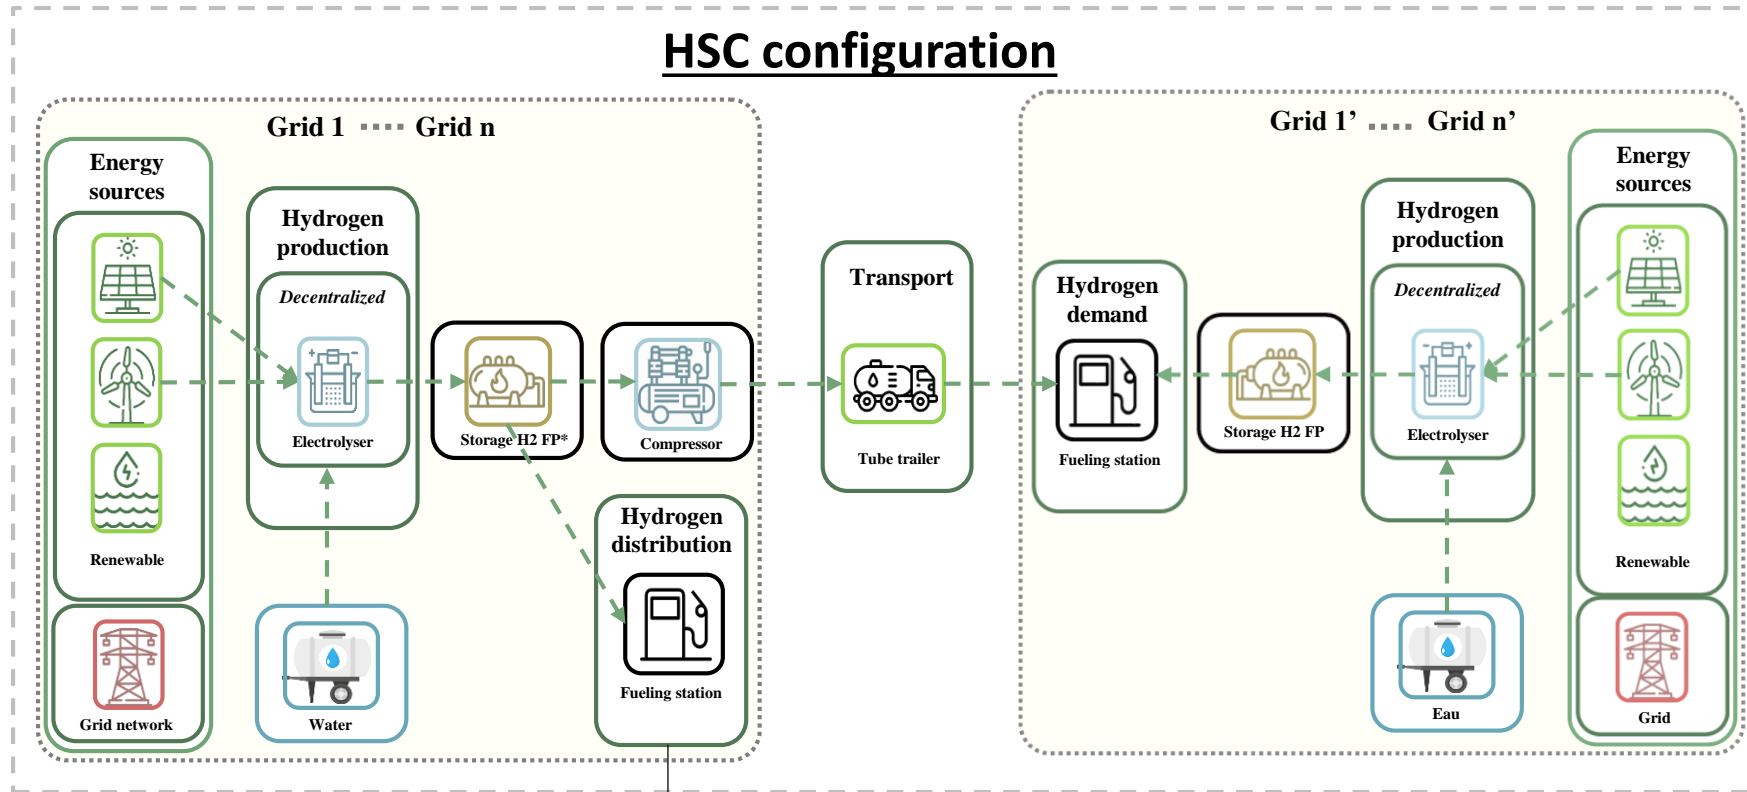 HSC configuration
Grid 1 ····· Grid n
Energy
sources
Renewable
Grid network
Hydrogen
production
Decentralized
Electrolyser
Water
Storage H2 FP*
Compressor
Hydrogen
distribution
Fueling station
Transport
Tube trailer
Grid 1’ ····· Grid n’
Hydrogen
demand
Fueling station
Storage H2 FP
Hydrogen
production
Decentralized
Electrolyser
Eau
Energy
sources
Renewable
Grid